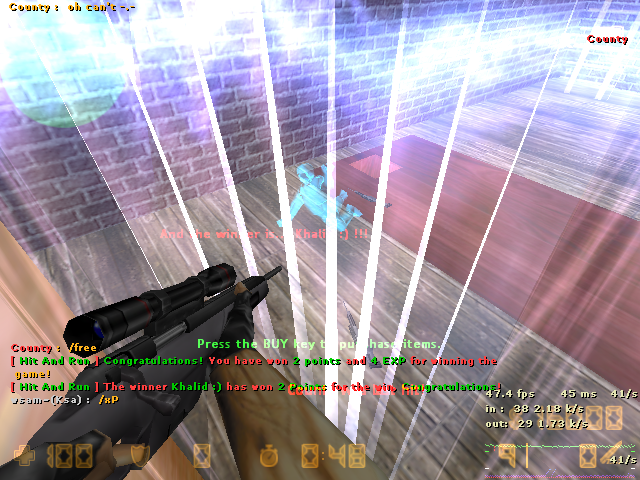 County : oh can't -.-
County
And the winner is : Khalid :) !!!
Press the BUY key to purchase items.
County : /free
[ Hit And Run ] Congratulations! You have won 2 points and 4 EXP for winning the
game!
[ Hit And Run ] The winner Khalid :) has won 2 Points for the win, Congratulations!
wsam~(Ksa) : /xP
47.4 fps 45 ms 41/s
in : 38 2.18 k/s
out: 29 1.73 k/s
100
:48
41/s